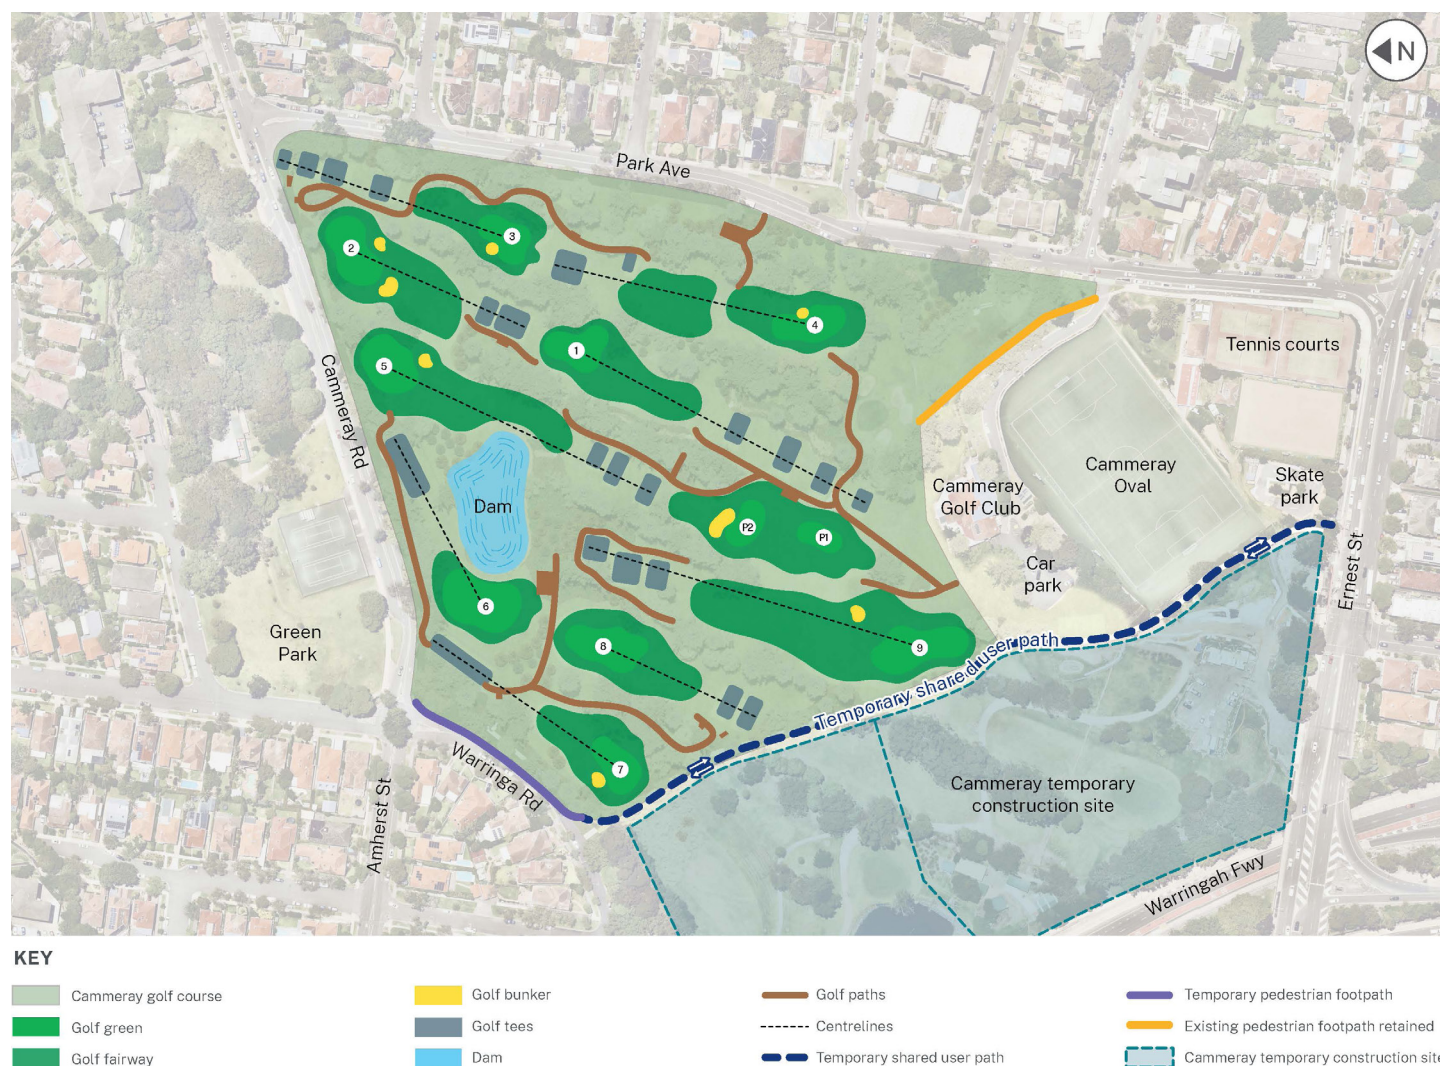 N
Park Ave
3
2
4
1
5
Tennis courts
Cammeray Rd
Cammeray
Oval
Skate
park
Cammeray
Golf Club
Dam
P2
P1
Car
park
Ernest St
6
Green
Park
8
9
Temporary shared user path
7
Warringa Rd
Amherst St
Cammeray temporary
construction site
Warringah Fwy
KEY
Cammeray golf course
Golf green
Golf fairway
Golf bunker
Golf tees
Dam
Golf paths
Centrelines
Temporary shared user path
Temporary pedestrian footpath
Existing pedestrian footpath retained
Cammeray temporary construction site